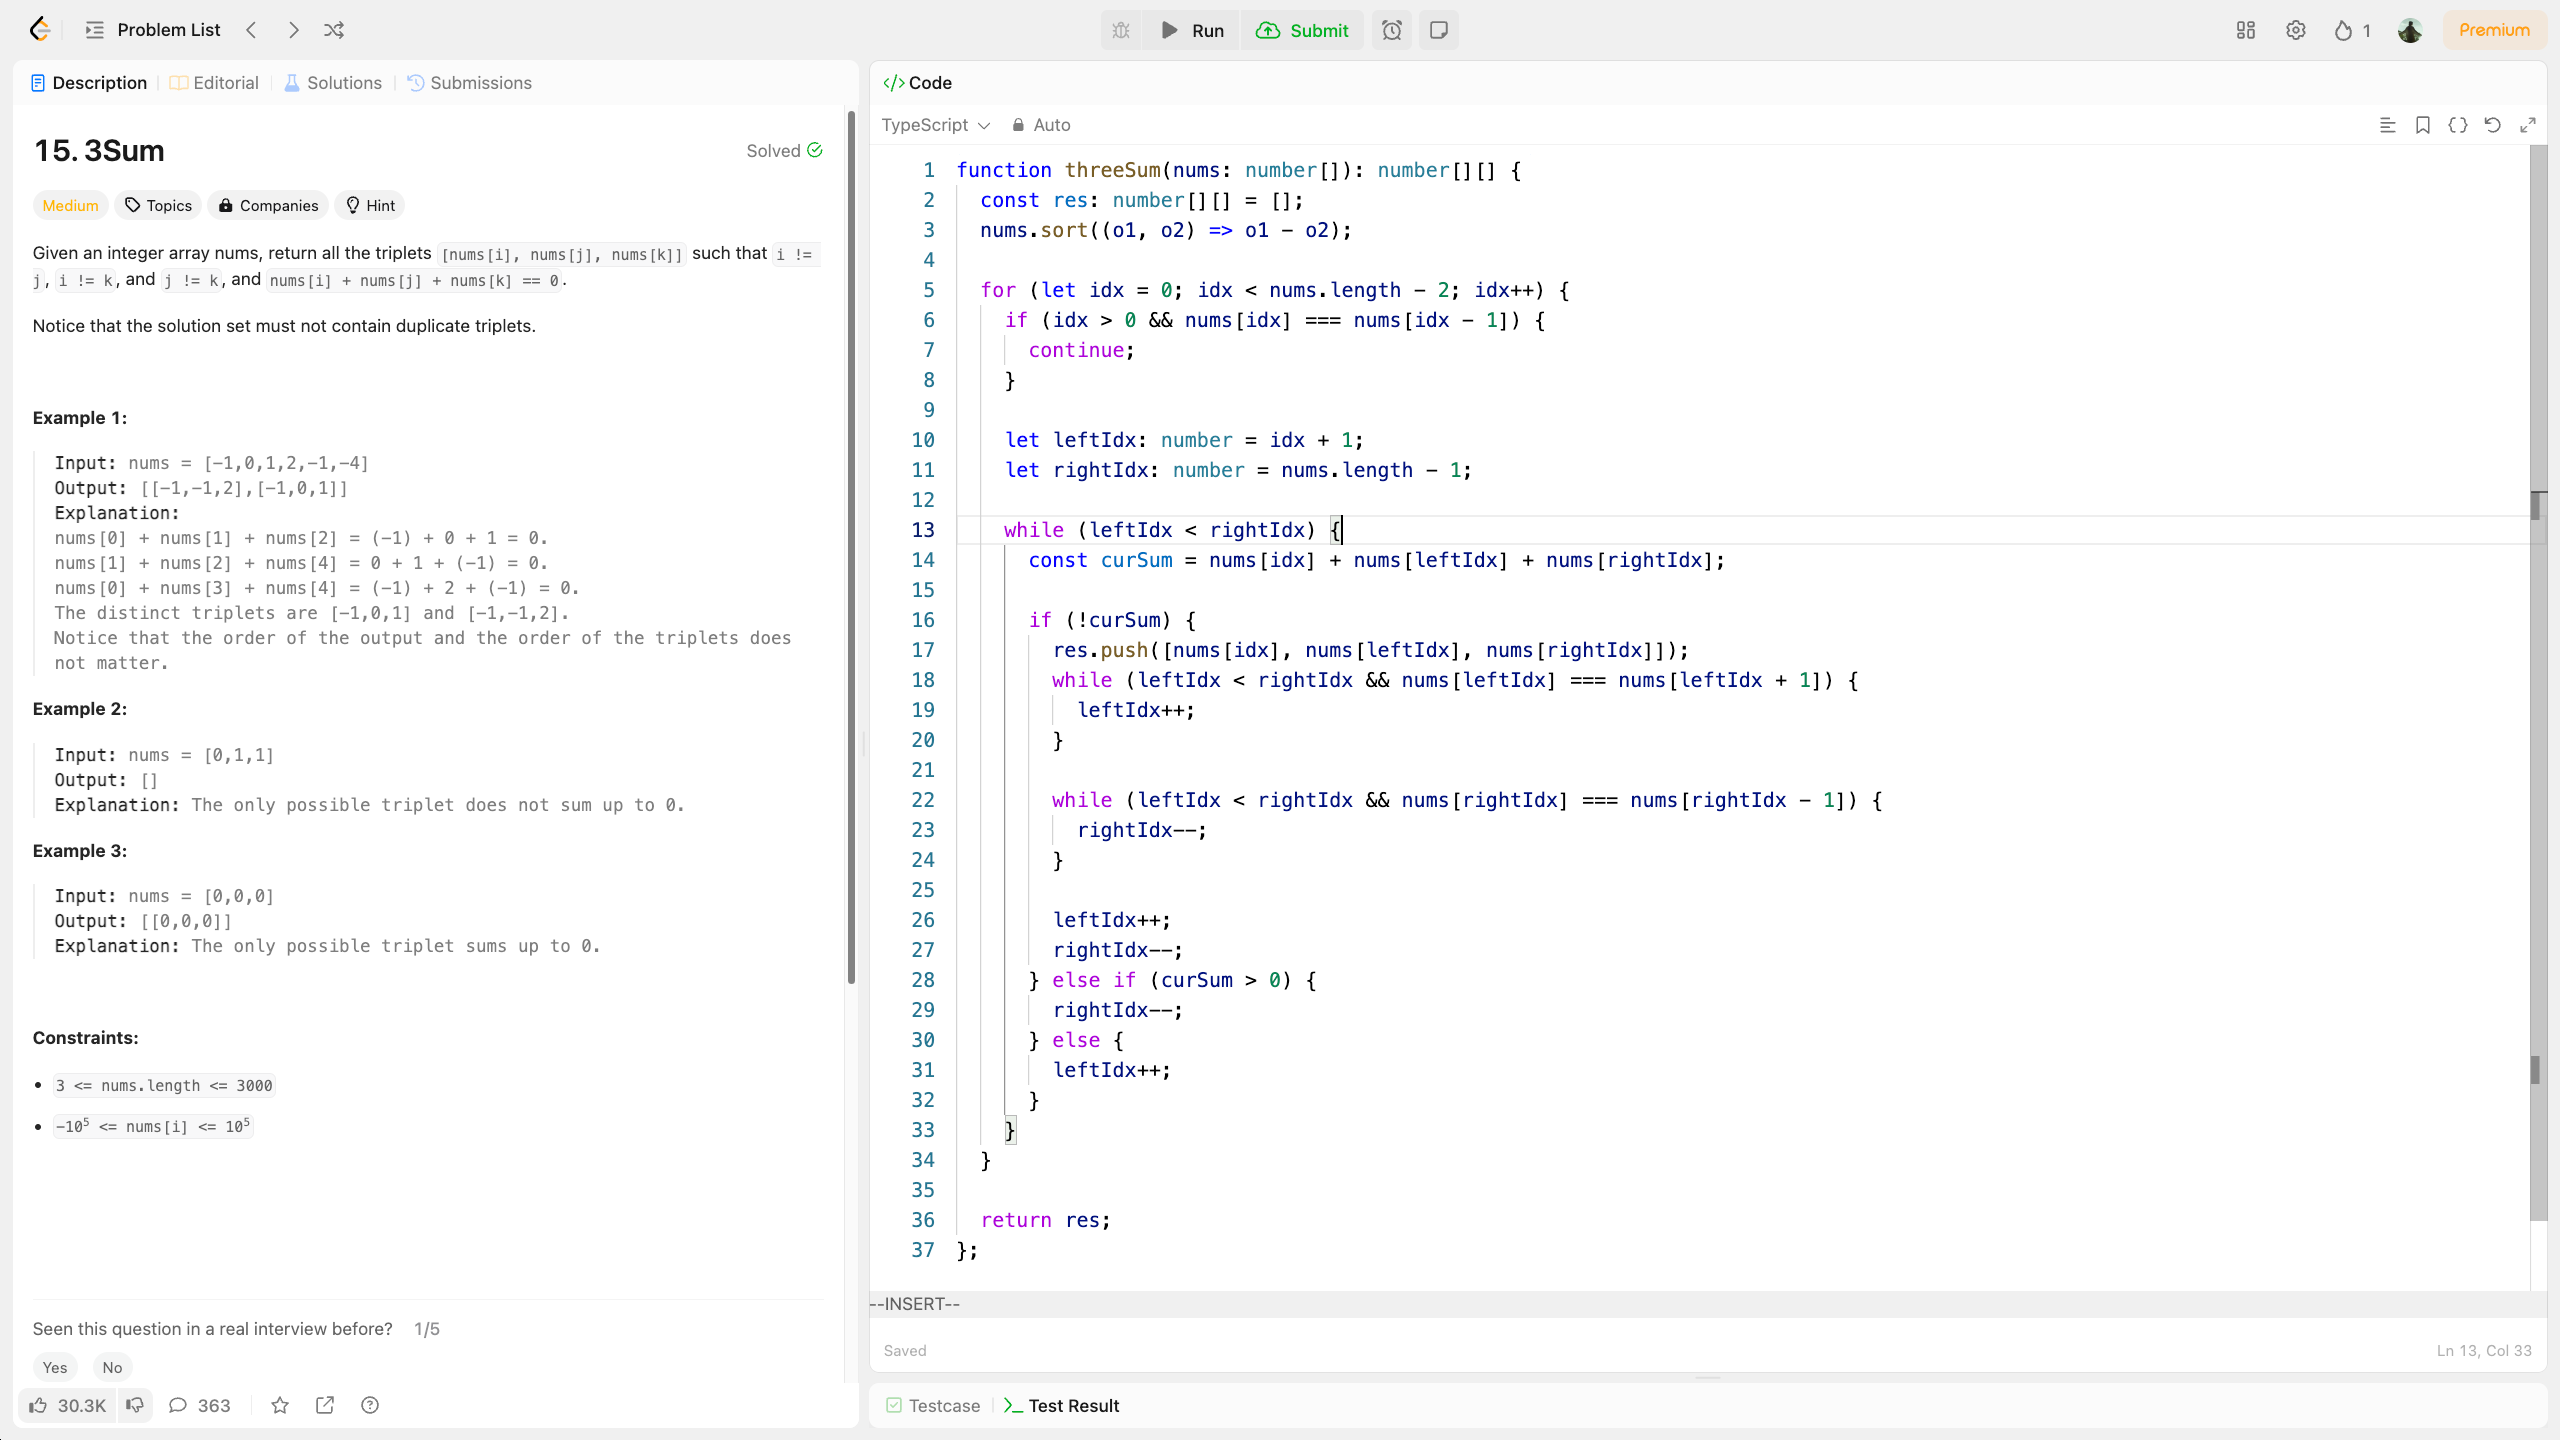 Problem List
Run
Submit
1
Premium
Description
Editorial
Solutions
Submissions
15. 3Sum
Solved
Medium
Topics
Companies
Hint
Given an integer array nums, return all the triplets [nums[i], nums[j], nums[k]] such that i !=
j, i != k, and j != k, and nums[i] + nums[j] + nums[k] == 0.
Notice that the solution set must not contain duplicate triplets.
Example 1:
Input: nums = [-1,0,1,2,-1,-4]
Output: [[-1,-1,2],[-1,0,1]]
Explanation:
nums[0] + nums[1] + nums[2] = (-1) + 0 + 1 = 0.
nums[1] + nums[2] + nums[4] = 0 + 1 + (-1) = 0.
nums[0] + nums[3] + nums[4] = (-1) + 2 + (-1) = 0.
The distinct triplets are [-1,0,1] and [-1,-1,2].
Notice that the order of the output and the order of the triplets does
not matter.
Example 2:
Input: nums = [0,1,1]
Output: []
Explanation: The only possible triplet does not sum up to 0.
Example 3:
Input: nums = [0,0,0]
Output: [[0,0,0]]
Explanation: The only possible triplet sums up to 0.
Constraints:
• 3 <= nums.length <= 3000
• -10⁵ <= nums[i] <= 10⁵
Seen this question in a real interview before? 1/5
Yes
No
30.3K
363
</> Code
TypeScript
Auto
1 function threeSum(nums: number[]): number[][] {
2   const res: number[][] = [];
3   nums.sort((o1, o2) => o1 - o2);
4
5   for (let idx = 0; idx < nums.length - 2; idx++) {
6     if (idx > 0 && nums[idx] === nums[idx - 1]) {
7       continue;
8     }
9
10     let leftIdx: number = idx + 1;
11     let rightIdx: number = nums.length - 1;
12
13     while (leftIdx < rightIdx) {
14       const curSum = nums[idx] + nums[leftIdx] + nums[rightIdx];
15
16       if (!curSum) {
17         res.push([nums[idx], nums[leftIdx], nums[rightIdx]]);
18         while (leftIdx < rightIdx && nums[leftIdx] === nums[leftIdx + 1]) {
19           leftIdx++;
20         }
21
22         while (leftIdx < rightIdx && nums[rightIdx] === nums[rightIdx - 1]) {
23           rightIdx--;
24         }
25
26         leftIdx++;
27         rightIdx--;
28       } else if (curSum > 0) {
29         rightIdx--;
30       } else {
31         leftIdx++;
32       }
33     }
34   }
35
36   return res;
37 };
--INSERT--
Saved
Ln 13, Col 33
Testcase
Test Result